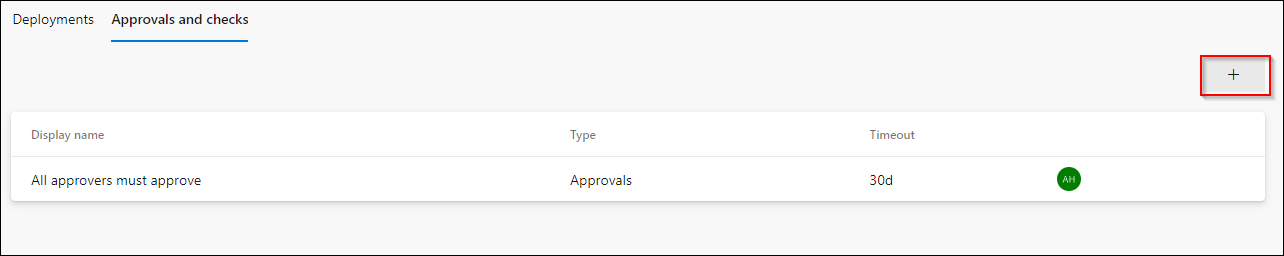 Deployments Approvals and checks
+
Display name Type Timeout
All approvers must approve Approvals 30d AH